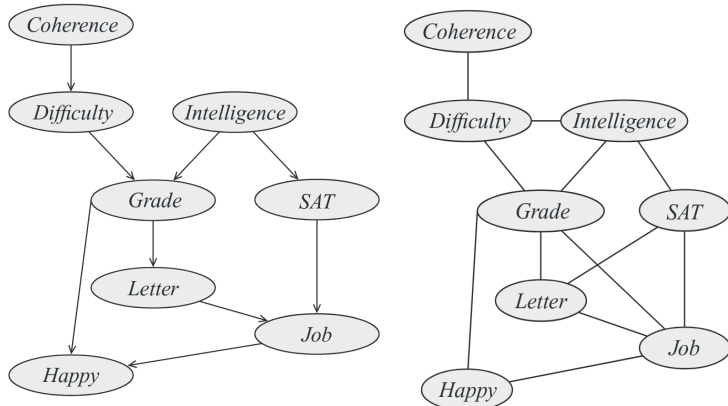 Coherence
Difficulty
Intelligence
Grade
SAT
Letter
Job
Happy
Coherence
Difficulty
Intelligence
Grade
SAT
Letter
Job
Happy